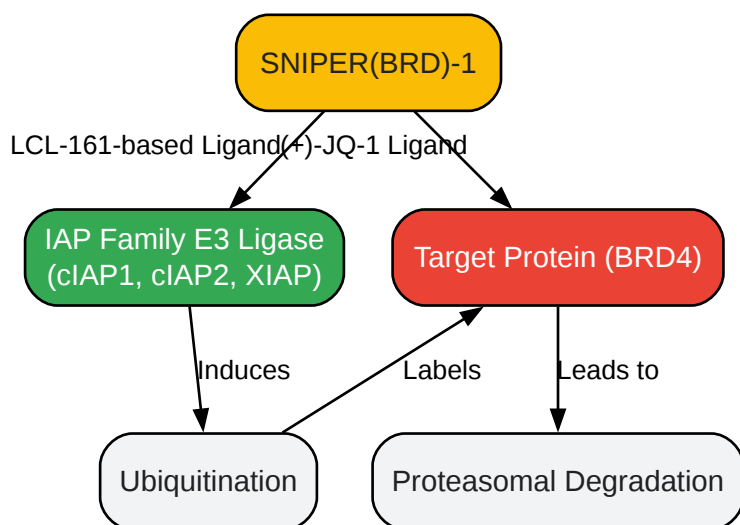 SNIPER(BRD)-1
LCL-161-based Ligand
(+)-JQ-1 Ligand
IAP Family E3 Ligase
(cIAP1, cIAP2, XIAP)
Target Protein (BRD4)
Induces
Labels
Leads to
Ubiquitination
Proteasomal Degradation